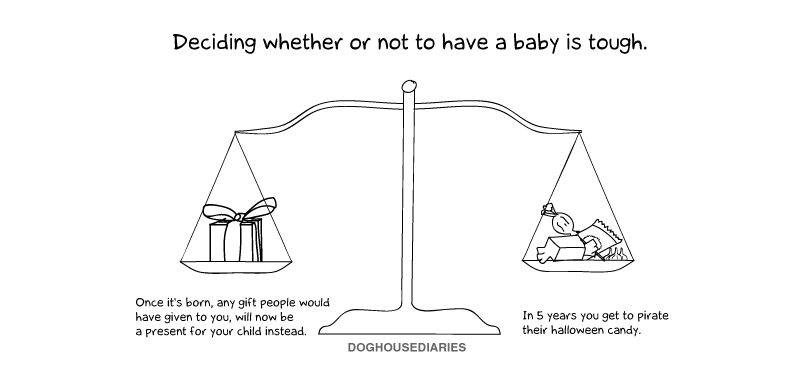 Deciding whether or not to have a baby is tough.
Once it's born, any gift people would
have given to you, will now be
a present for your child instead.
In 5 years you get to pirate
their halloween candy.
DOGHOUSEDIARIES